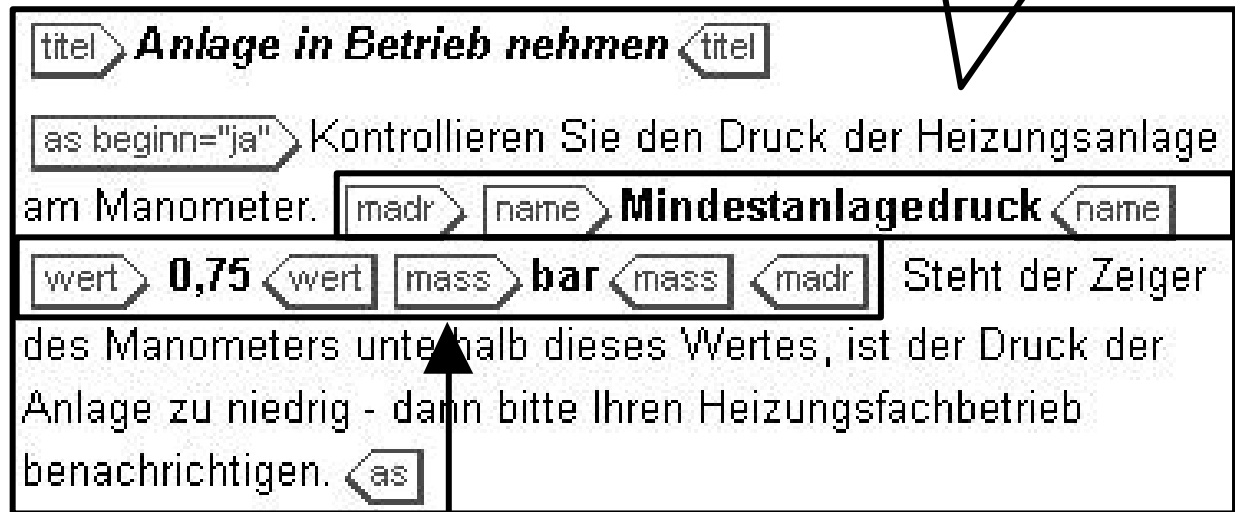 titel Anlage in Betrieb nehmen titel
as beginn="ja" Kontrollieren Sie den Druck der Heizungsanlage
am Manometer. madr name Mindestanlagedruck name
wert 0,75 wert mass bar mass madr Steht der Zeiger
des Manometers unterhalb dieses Wertes, ist der Druck der
Anlage zu niedrig - dann bitte Ihren Heizungsfachbetrieb
benachrichtigen. as